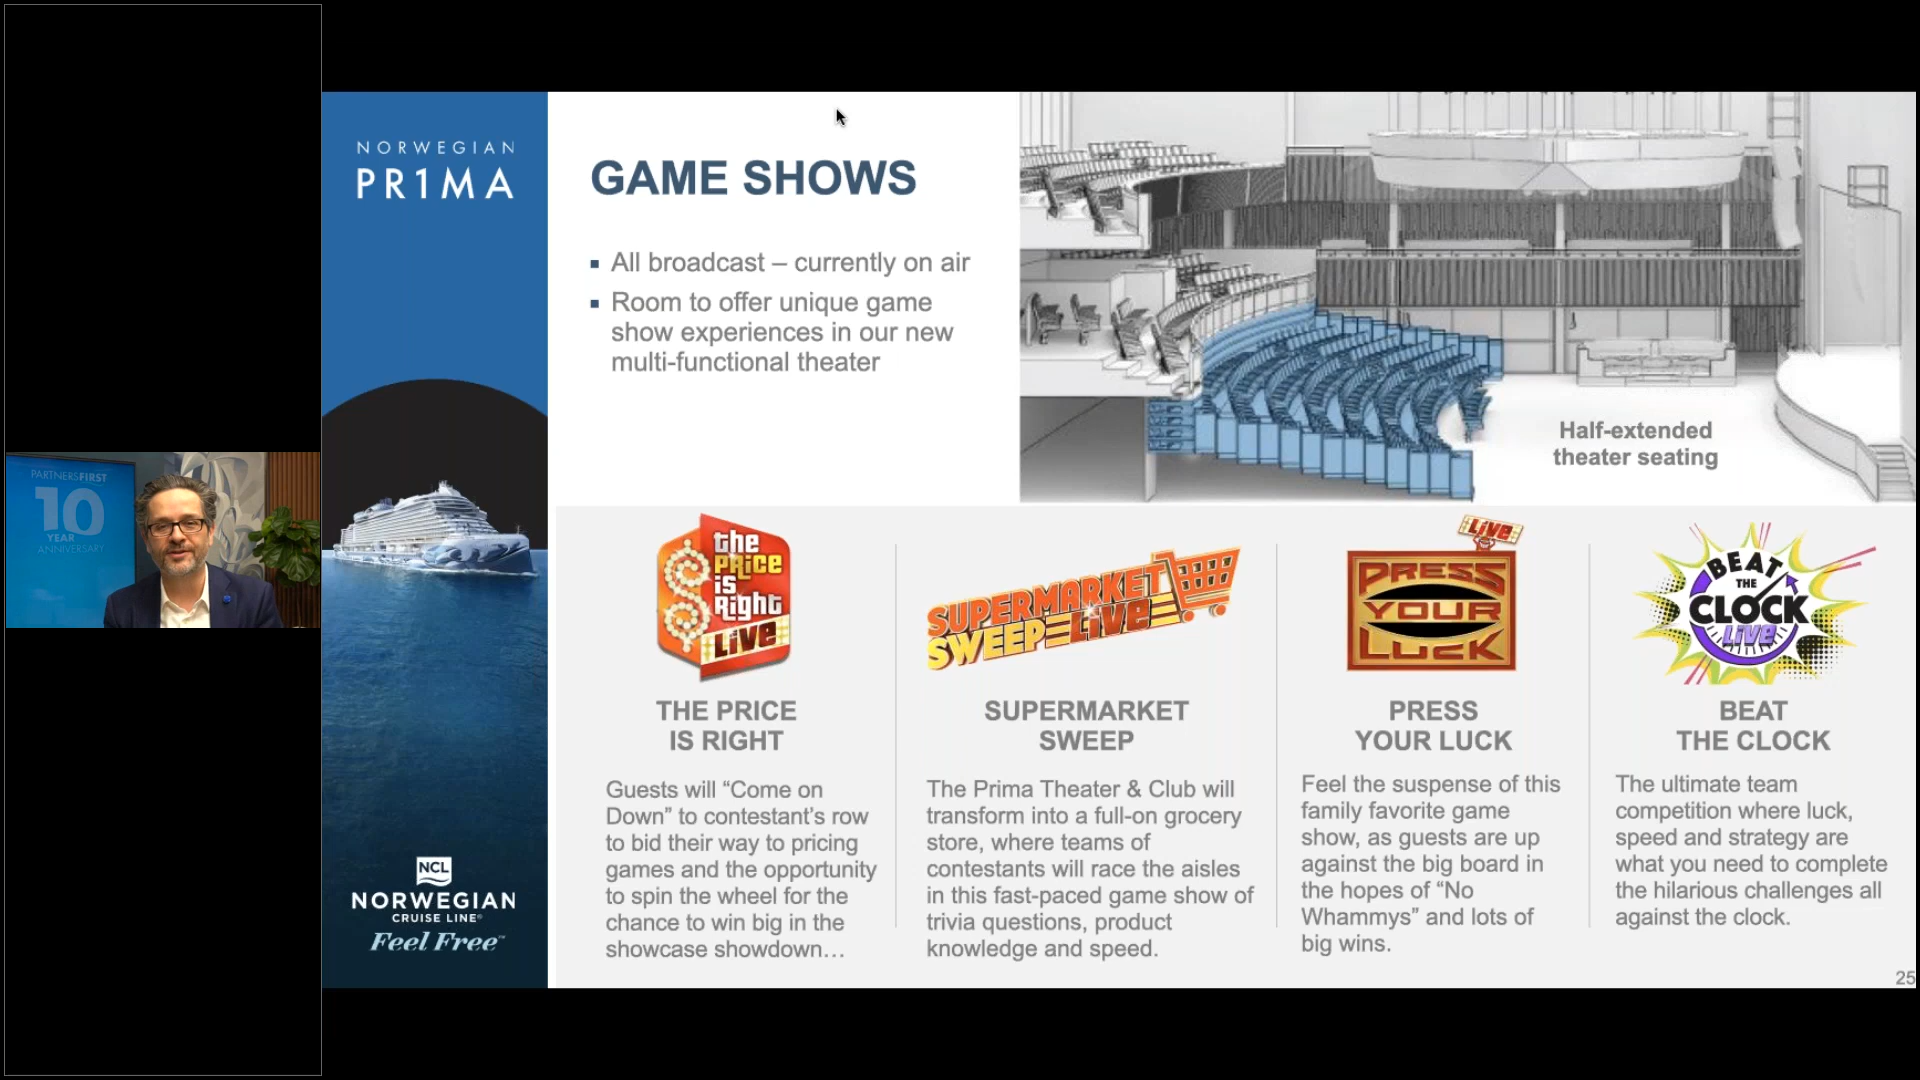 PARTNERSFIRST
10
YEAR
ANNIVERSARY
NORWEGIAN
PR1MA
NCL
NORWEGIAN
CRUISE LINE®
Feel Free™
GAME SHOWS
▪ All broadcast – currently on air
▪ Room to offer unique game
show experiences in our new
multi-functional theater
Half-extended
theater seating
the
PRice
is
Right
LIVE
THE PRICE
IS RIGHT
Guests will “Come on
Down” to contestant’s row
to bid their way to pricing
games and the opportunity
to spin the wheel for the
chance to win big in the
showcase showdown…
SUPERMARKET
SWEEP LIVE
SUPERMARKET
SWEEP
The Prima Theater & Club will
transform into a full-on grocery
store, where teams of
contestants will race the aisles
in this fast-paced game show of
trivia questions, product
knowledge and speed.
LIVE
PRESS
YOUR
LUCK
PRESS
YOUR LUCK
Feel the suspense of this
family favorite game
show, as guests are up
against the big board in
the hopes of “No
Whammys” and lots of
big wins.
BEAT
THE
CLOCK
LIVE
BEAT
THE CLOCK
The ultimate team
competition where luck,
speed and strategy are
what you need to complete
the hilarious challenges all
against the clock.
25